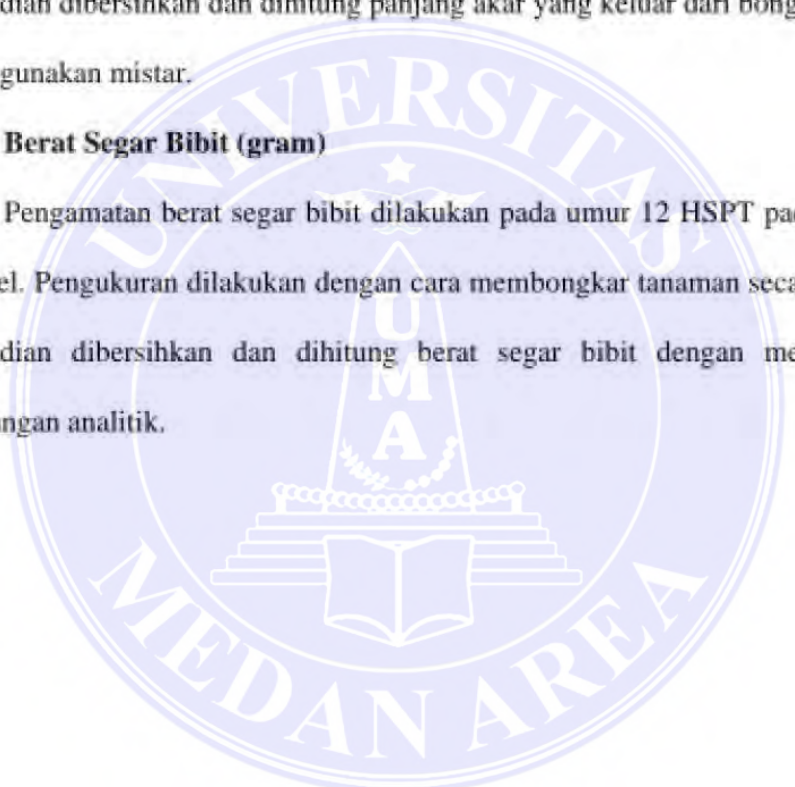 dian dibersihkan dan dihitung panjang akar yang keluar dari bong
gunakan mistar.
Berat Segar Bibit (gram)
Pengamatan berat segar bibit dilakukan pada umur 12 HSPT pa
el. Pengukuran dilakukan dengan cara membongkar tanaman seca
dian dibersihkan dan dihitung berat segar bibit dengan me
ngan analitik.
UNIVERSITAS
UMA
MEDAN AREA